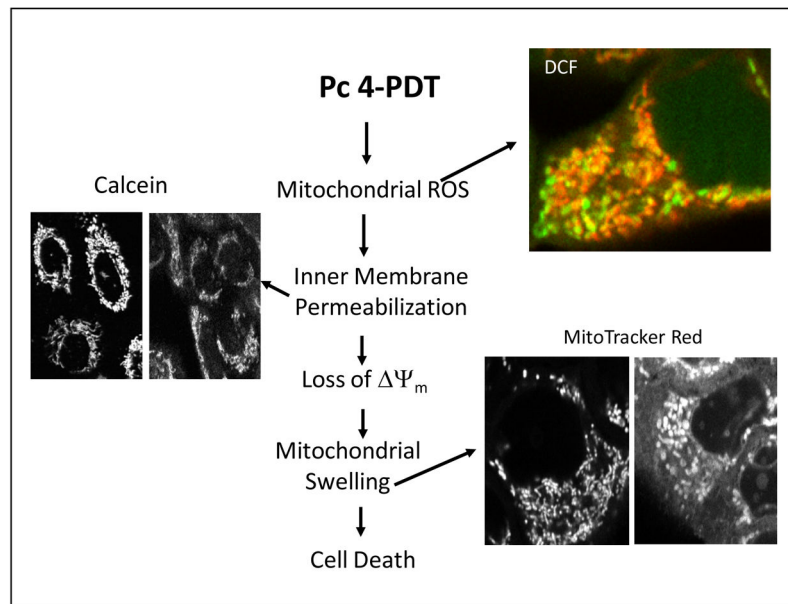 Pc 4-PDT
DCF
Mitochondrial ROS
Calcein
Inner Membrane
Permeabilization
MitoTracker Red
Loss of ΔΨm
Mitochondrial
Swelling
Cell Death